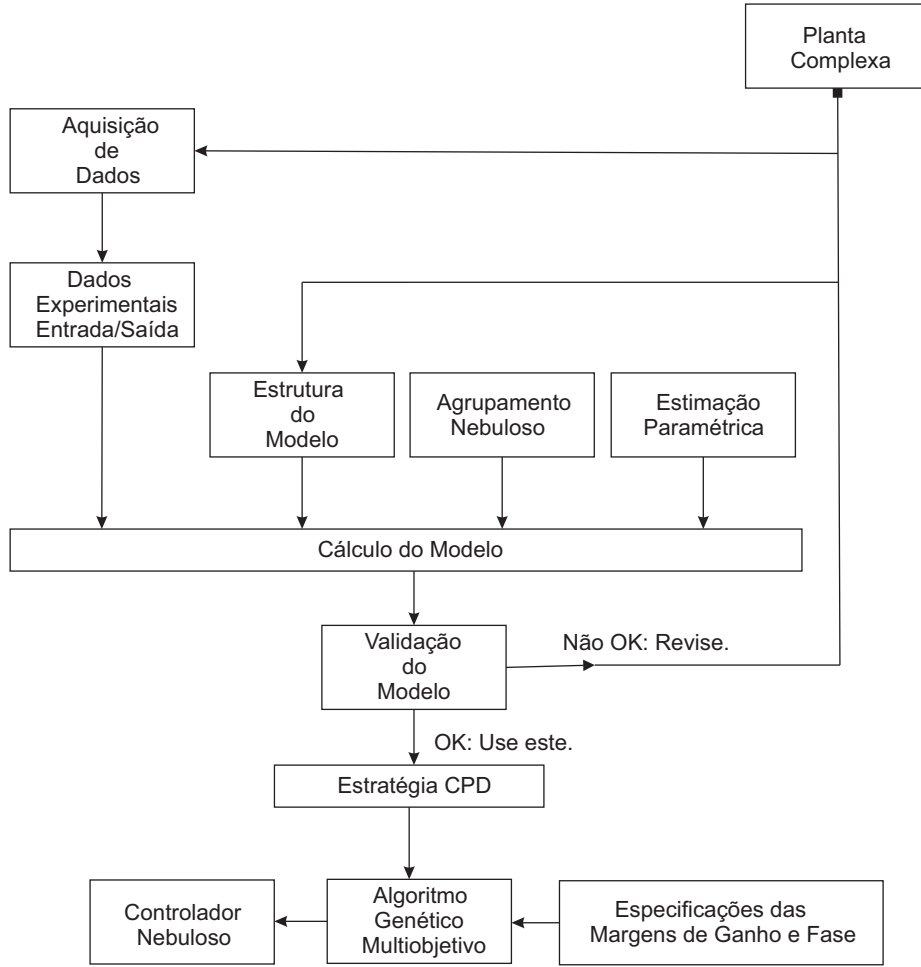 Planta
Complexa
Aquisição
de
Dados
Dados
Experimentais
Entrada/Saída
Estrutura
do
Modelo
Agrupamento
Nebuloso
Estimação
Paramétrica
Cálculo do Modelo
Validação
do
Modelo
Não OK: Revise.
OK: Use este.
Estratégia CPD
Controlador
Nebuloso
Algoritmo
Genético
Multiobjetivo
Especificações das
Margens de Ganho e Fase